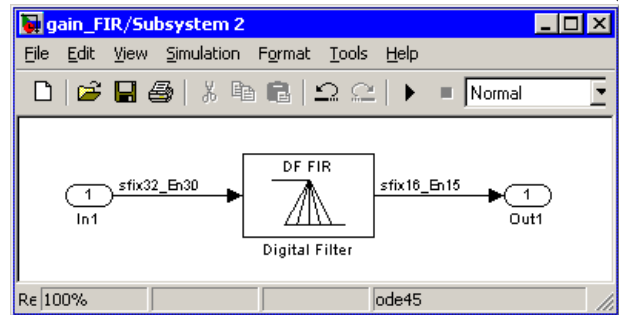 gain_FIR/Subsystem 2
File Edit View Simulation Format Tools Help
Normal
DF FIR
1 sfix32_En30 sfix16_En15 1
In1 Out1
Digital Filter
Re 100% ode45